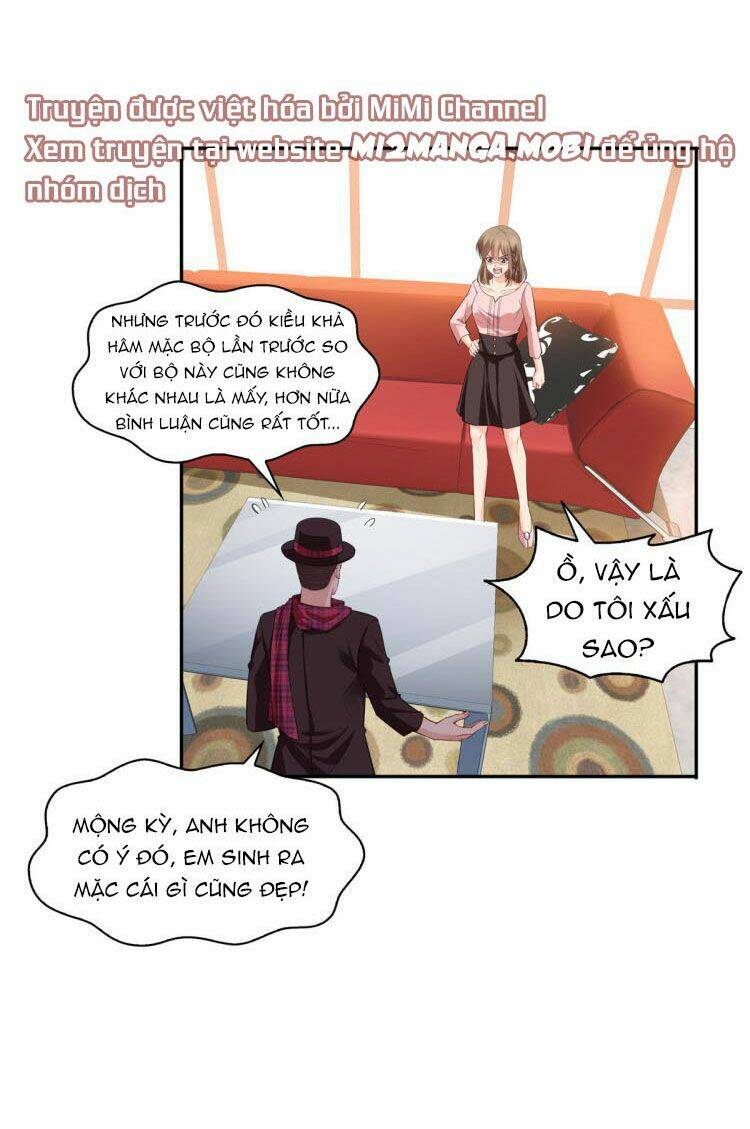 Truyện được việt hóa bởi MiMi Channel
Xem truyện tại website MI2MANGA.MOBI để ủng hộ
nhóm dịch
NHƯNG TRƯỚC ĐÓ KIỀU KHẢ
HÂM MẶC BỘ LẦN TRƯỚC SO
VỚI BỘ NÀY CŨNG KHÔNG
KHÁC NHAU LÀ MẤY, HƠN NỮA
BÌNH LUẬN CŨNG RẤT TỐT...
Ồ, VẬY LÀ
DO TÔI XẤU
SAO?
MỘNG KỲ, ANH KHÔNG
CÓ Ý ĐÓ, EM SINH RA
MẶC CÁI GÌ CŨNG ĐẸP!